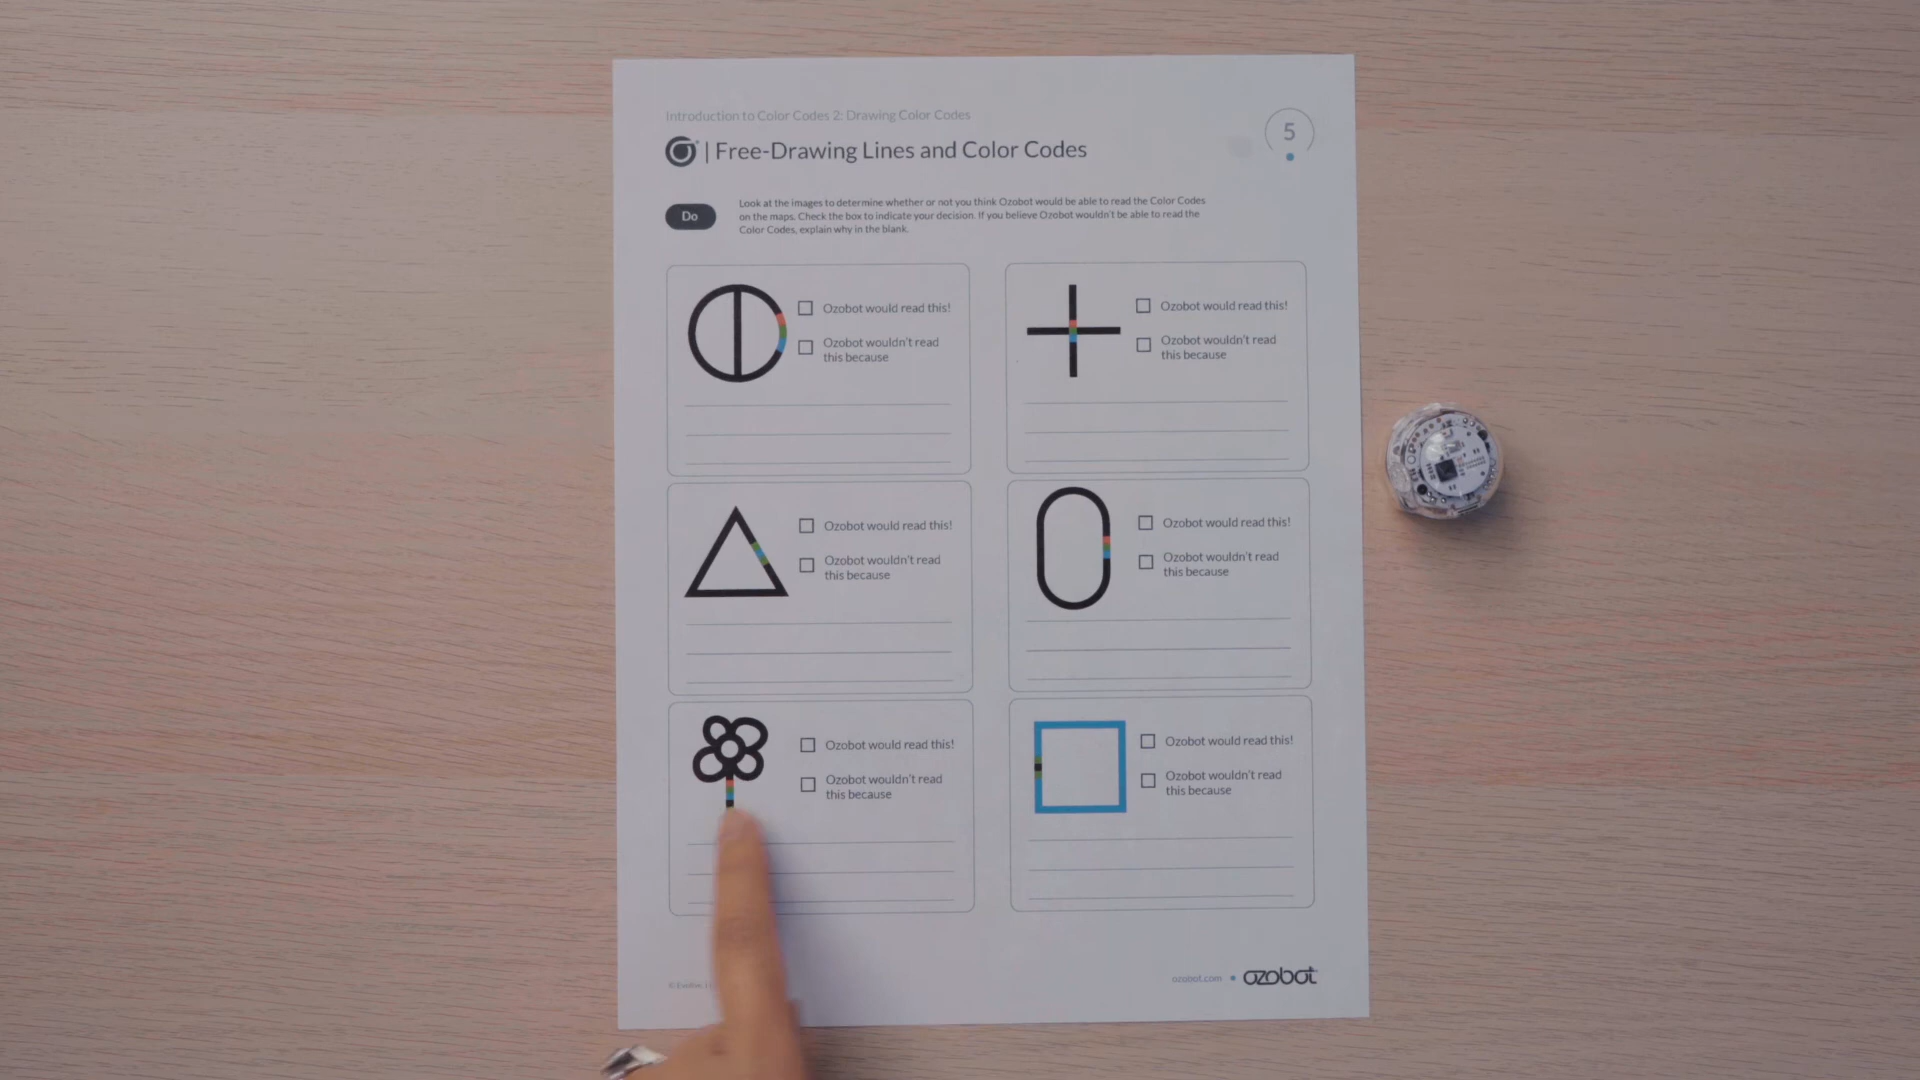 Introduction to Color Codes 2: Drawing Color Codes
| Free-Drawing Lines and Color Codes
5
Do
Look at the images to determine whether or not you think Ozobot would be able to read the Color Codes
on the maps. Check the box to indicate your decision. If you believe Ozobot wouldn't be able to read the
Color Codes, explain why in the blank.
Ozobot would read this!
Ozobot wouldn't read
this because
Ozobot would read this!
Ozobot wouldn't read
this because
Ozobot would read this!
Ozobot wouldn't read
this because
Ozobot would read this!
Ozobot wouldn't read
this because
Ozobot would read this!
Ozobot wouldn't read
this because
Ozobot would read this!
Ozobot wouldn't read
this because
ozobot.com • ozobot